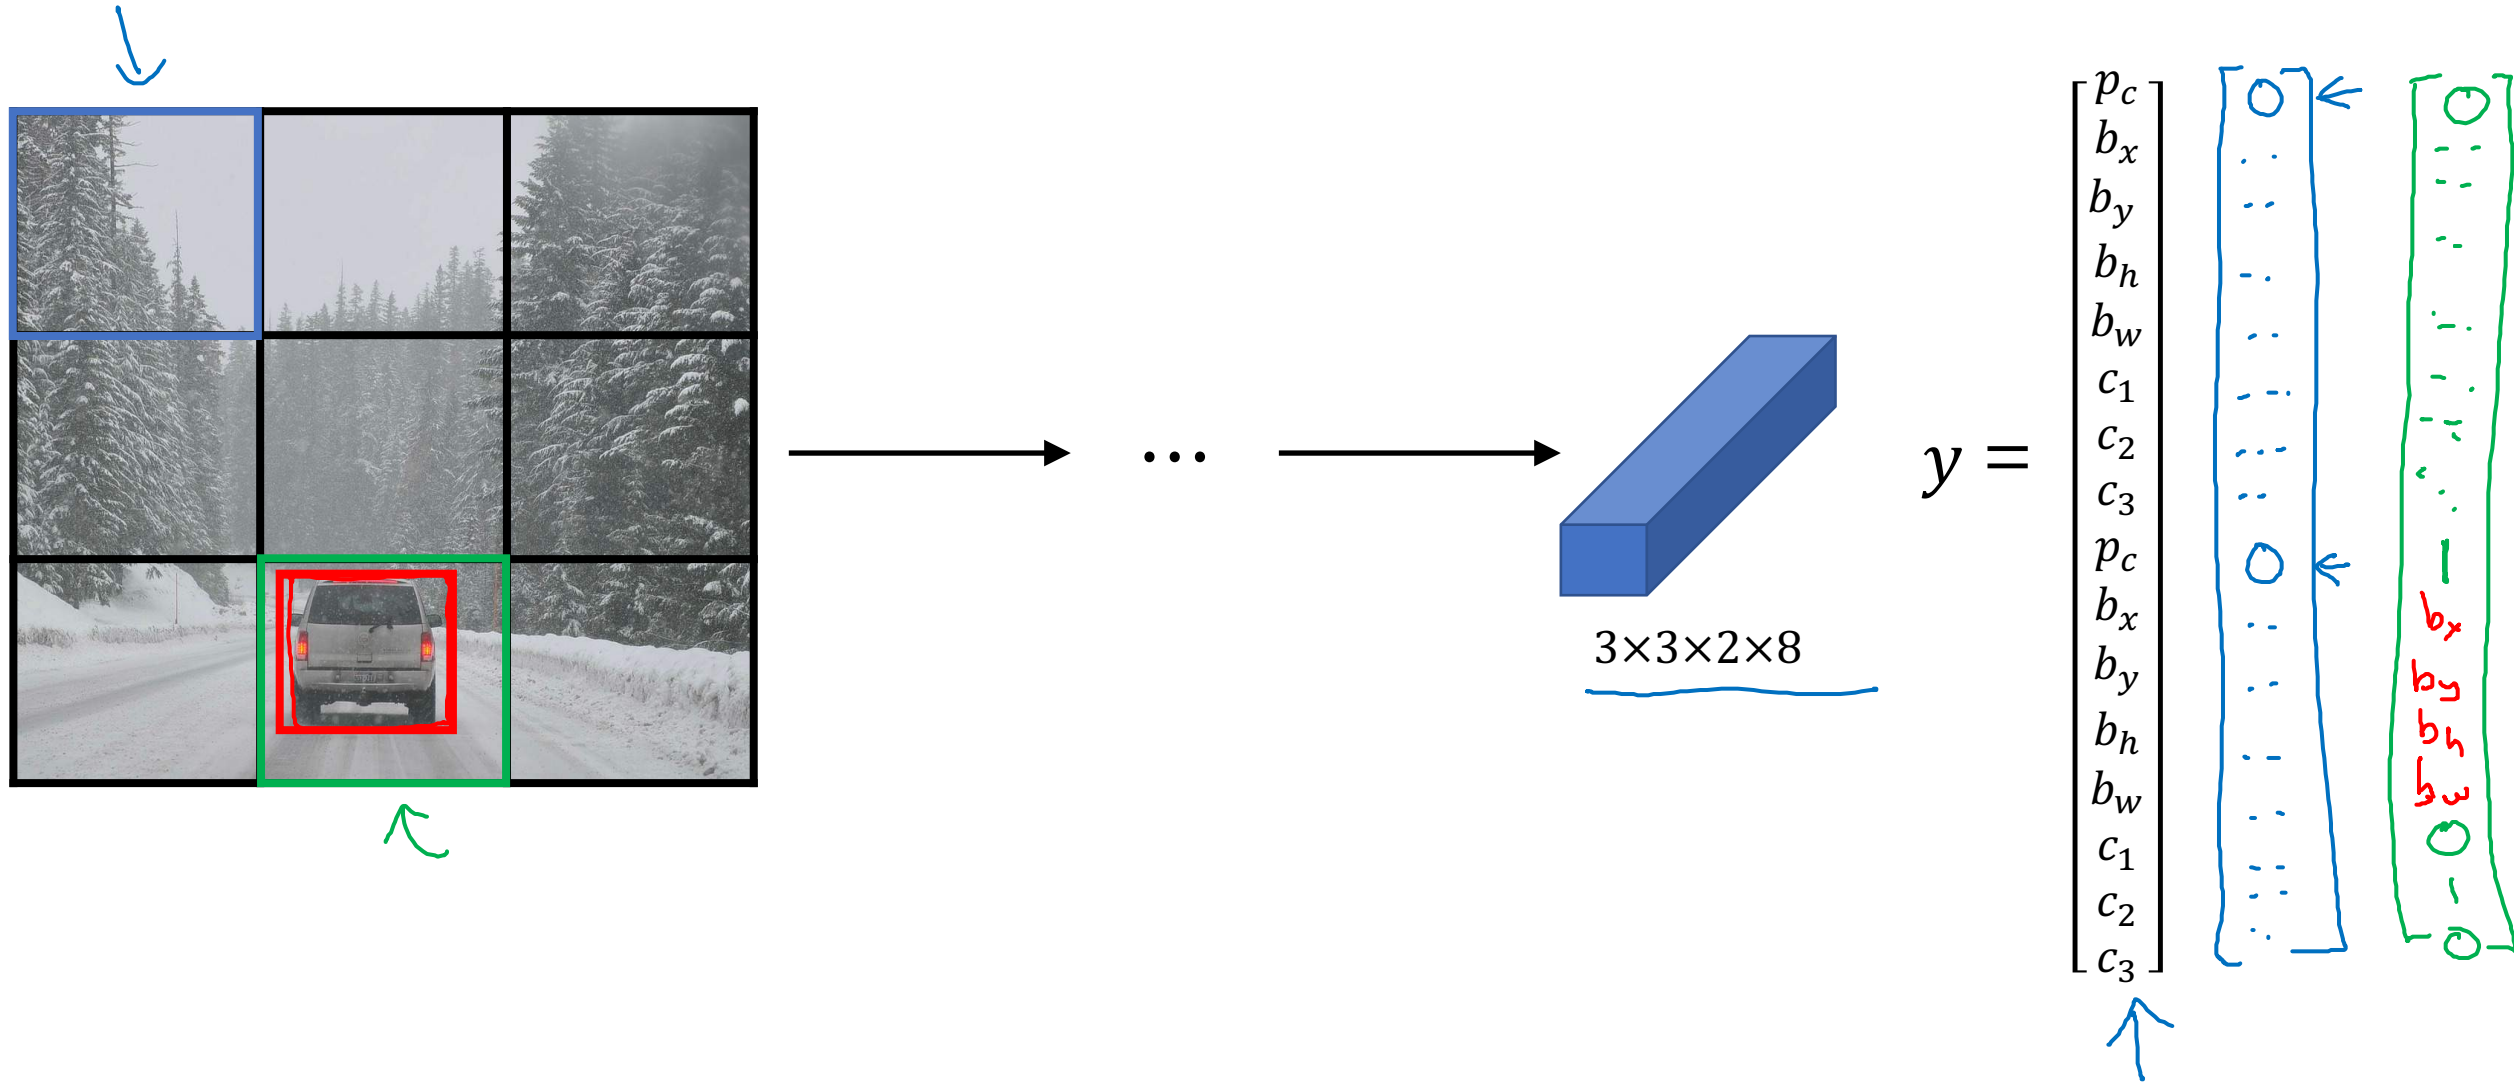 3×3×2×8
y =
p_c
b_x
b_y
b_h
b_w
c_1
c_2
c_3
p_c
b_x
b_y
b_h
b_w
c_1
c_2
c_3
0
0
0
1
b_x
b_y
b_h
b_w
0
1
0